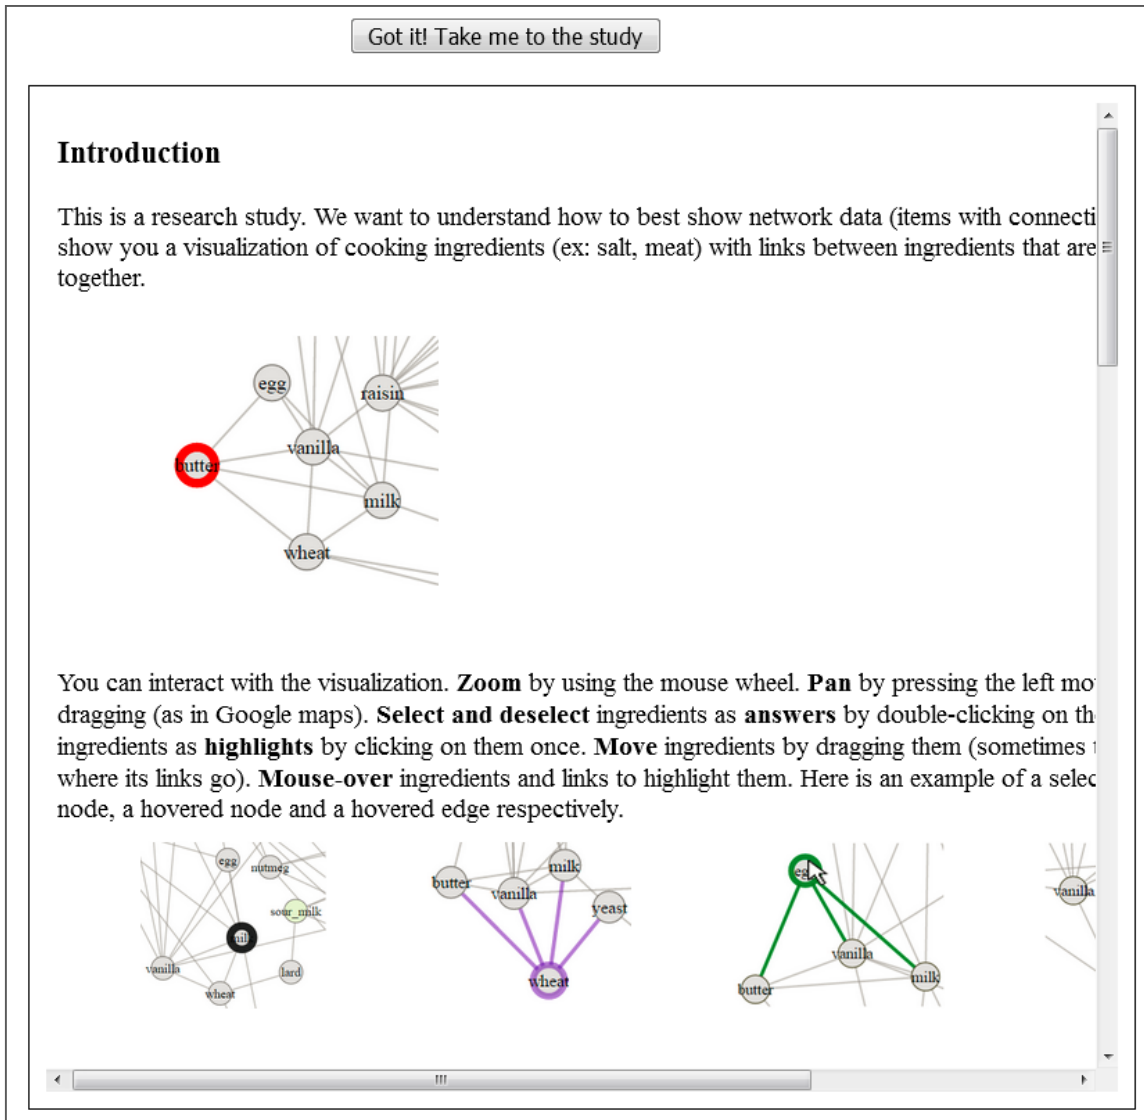 Got it! Take me to the study
Introduction
This is a research study. We want to understand how to best show network data (items with connecti
show you a visualization of cooking ingredients (ex: salt, meat) with links between ingredients that are
together.
egg
raisin
vanilla
butter
milk
wheat
You can interact with the visualization. Zoom by using the mouse wheel. Pan by pressing the left mo
dragging (as in Google maps). Select and deselect ingredients as answers by double-clicking on th
ingredients as highlights by clicking on them once. Move ingredients by dragging them (sometimes
where its links go). Mouse-over ingredients and links to highlight them. Here is an example of a selec
node, a hovered node and a hovered edge respectively.
egg
nutmeg
sour_milk
milk
vanilla
lard
wheat
milk
butter
vanilla
yeast
wheat
egg
vanilla
milk
butter
vanilla